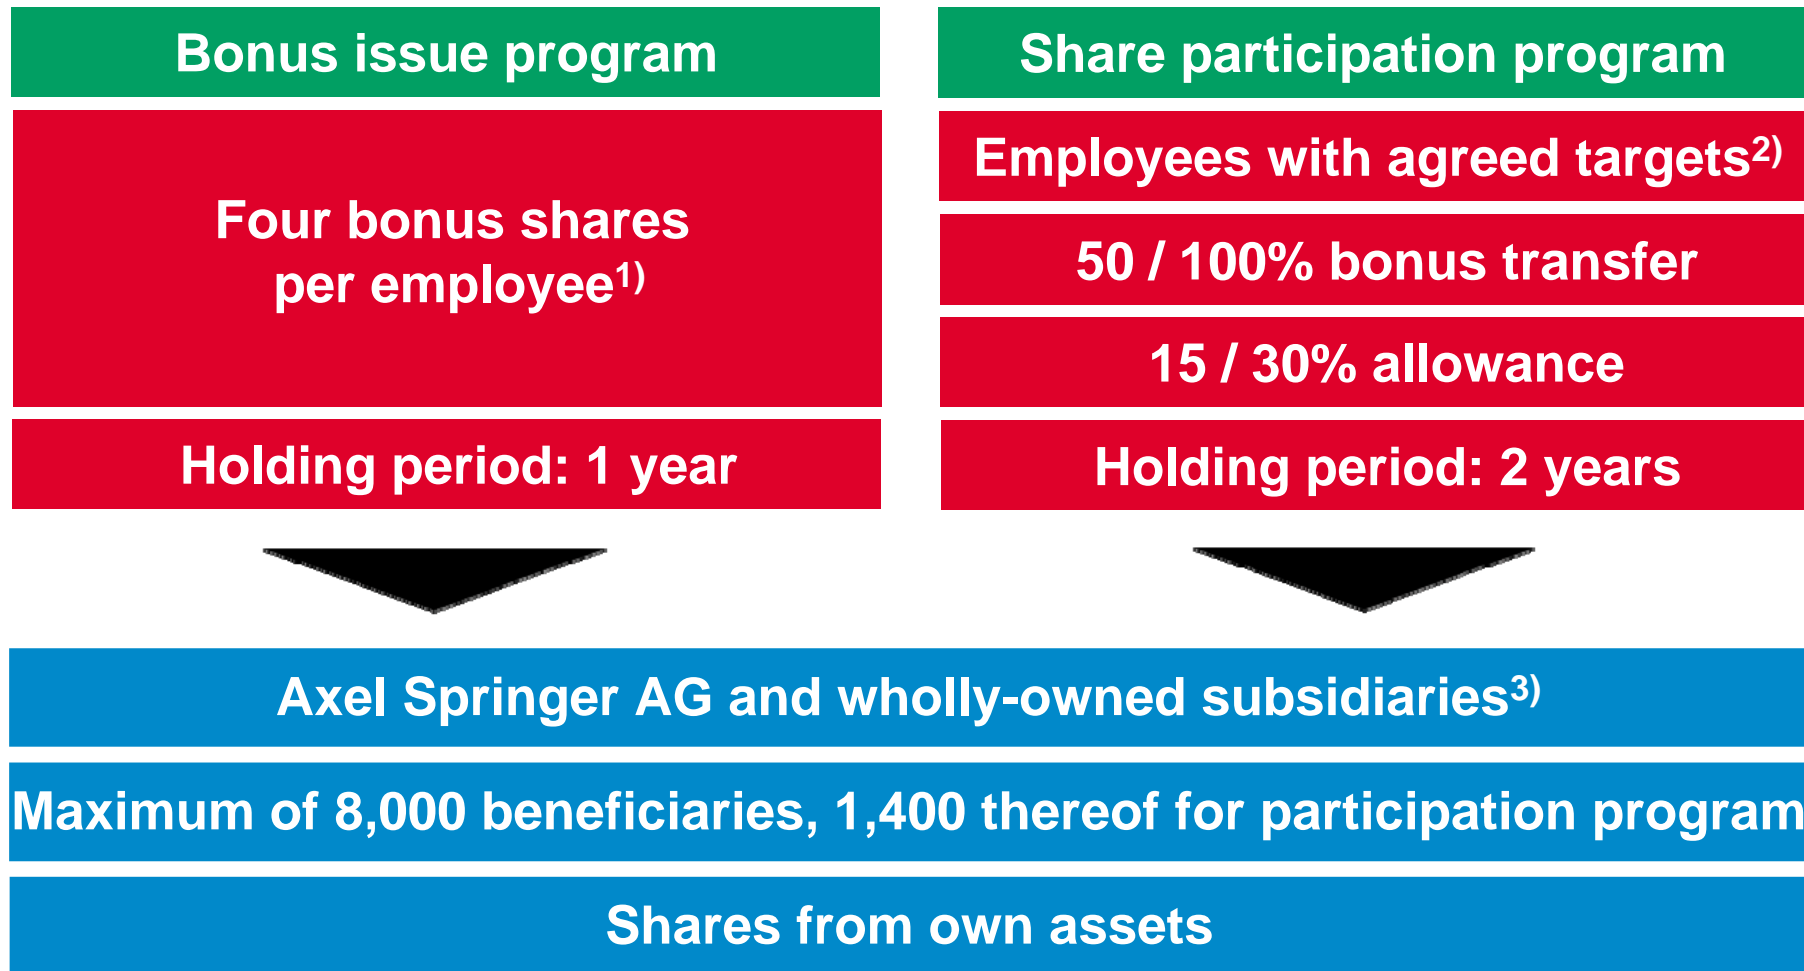 Bonus issue program
Four bonus shares
per employee1)
Holding period: 1 year
Share participation program
Employees with agreed targets2)
50 / 100% bonus transfer
15 / 30% allowance
Holding period: 2 years
Axel Springer AG and wholly-owned subsidiaries3)
Maximum of 8,000 beneficiaries, 1,400 thereof for participation program
Shares from own assets